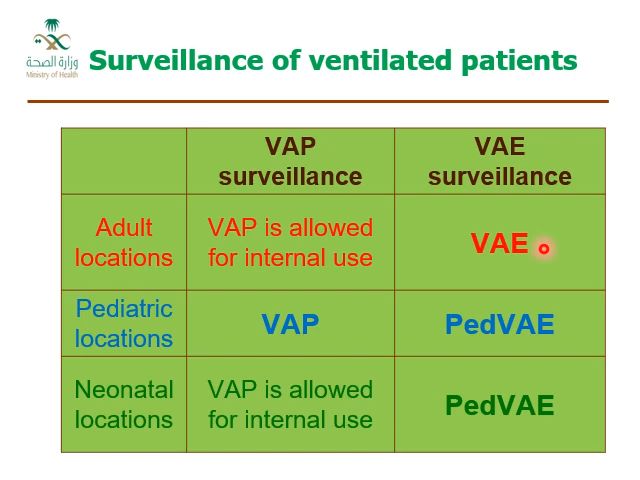 وزارة الصحة
Ministry of Health
Surveillance of ventilated patients
VAP
surveillance
VAE
surveillance
Adult
locations
VAP is allowed
for internal use
VAE
Pediatric
locations
VAP
PedVAE
Neonatal
locations
VAP is allowed
for internal use
PedVAE